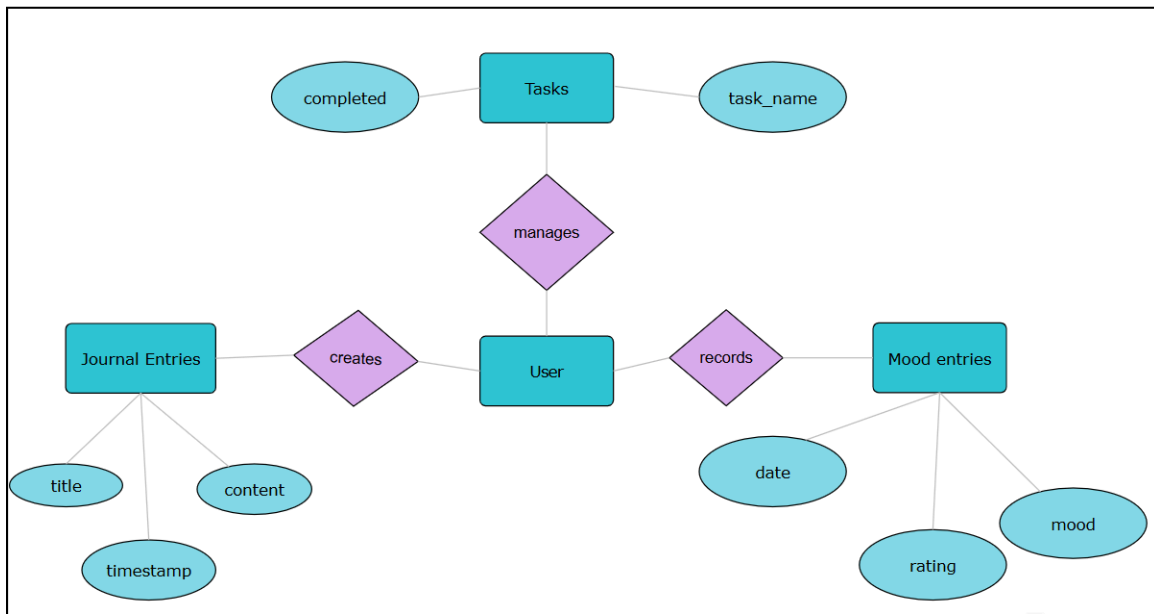 Tasks
completed
task_name
manages
Journal Entries
creates
User
records
Mood entries
title
content
timestamp
date
mood
rating